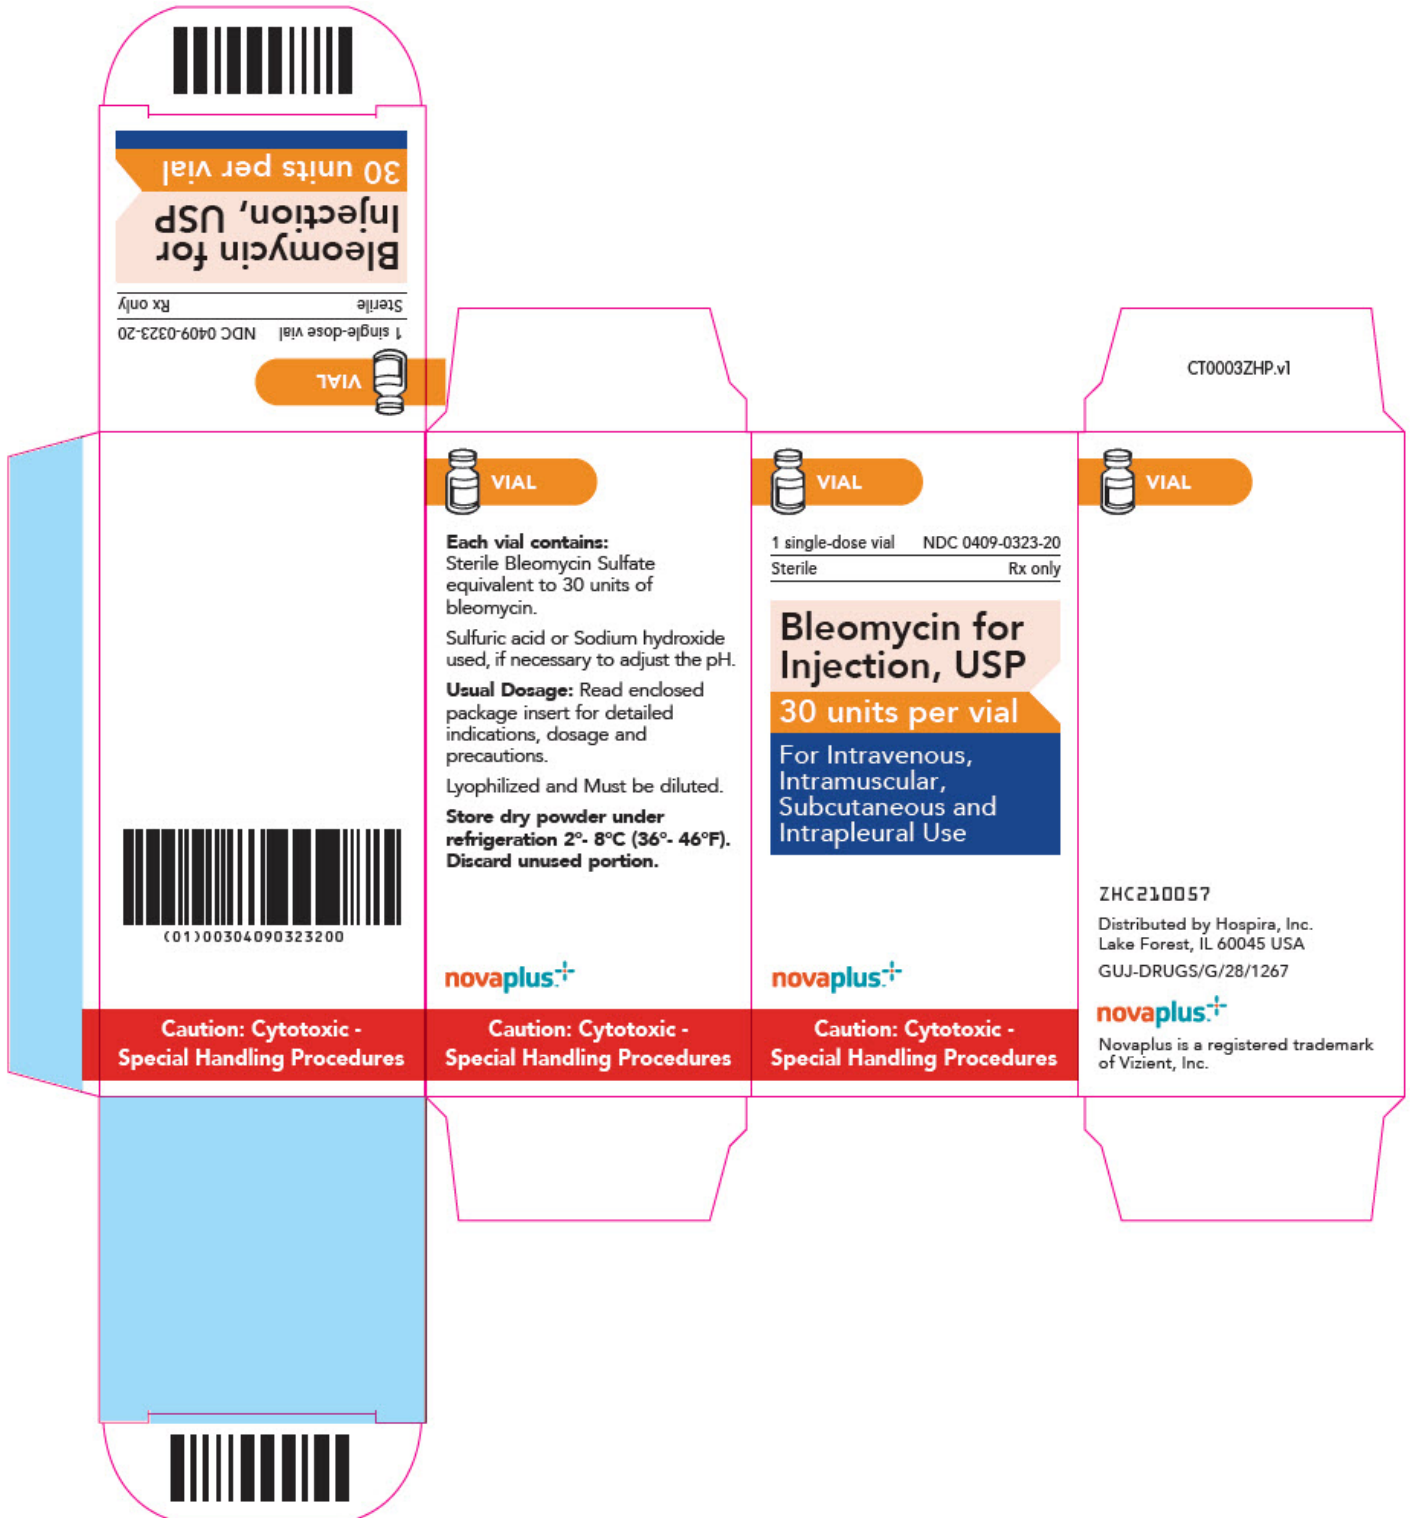 30 units per vial
Bleomycin for
Injection, USP
Sterile Rx only
1 single-dose vial NDC 0409-0323-20
VIAL
CT0003ZHP.v1
(01)00304090323200
Caution: Cytotoxic -
Special Handling Procedures
VIAL
Each vial contains:
Sterile Bleomycin Sulfate
equivalent to 30 units of
bleomycin.
Sulfuric acid or Sodium hydroxide
used, if necessary to adjust the pH.
Usual Dosage: Read enclosed
package insert for detailed
indications, dosage and
precautions.
Lyophilized and Must be diluted.
Store dry powder under
refrigeration 2º- 8ºC (36º- 46ºF).
Discard unused portion.
novaplus
Caution: Cytotoxic -
Special Handling Procedures
VIAL
1 single-dose vial NDC 0409-0323-20
Sterile Rx only
Bleomycin for
Injection, USP
30 units per vial
For Intravenous,
Intramuscular,
Subcutaneous and
Intrapleural Use
novaplus
Caution: Cytotoxic -
Special Handling Procedures
VIAL
ZHC210057
Distributed by Hospira, Inc.
Lake Forest, IL 60045 USA
GUJ-DRUGS/G/28/1267
novaplus
Novaplus is a registered trademark
of Vizient, Inc.